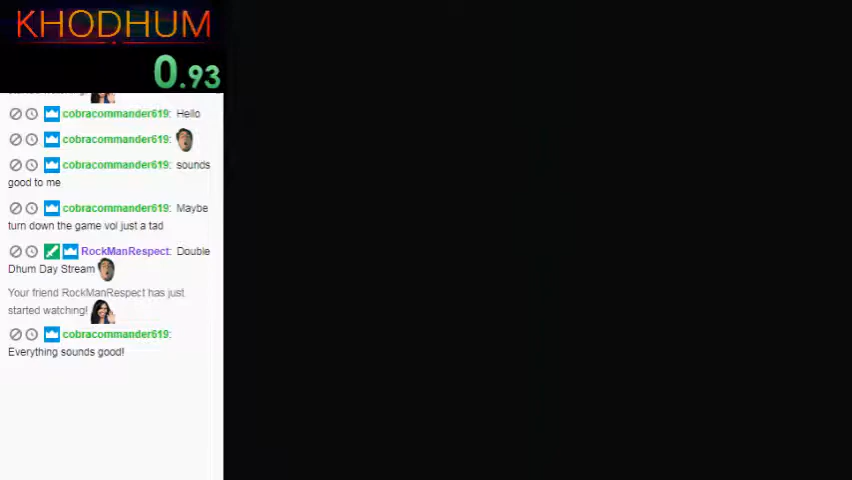 KHODHUM
0.93
cobracommander619: Hello
cobracommander619:
cobracommander619: sounds
good to me
cobracommander619: Maybe
turn down the game vol just a tad
RockManRespect: Double
Dhum Day Stream
Your friend RockManRespect has just
started watching!
cobracommander619:
Everything sounds good!